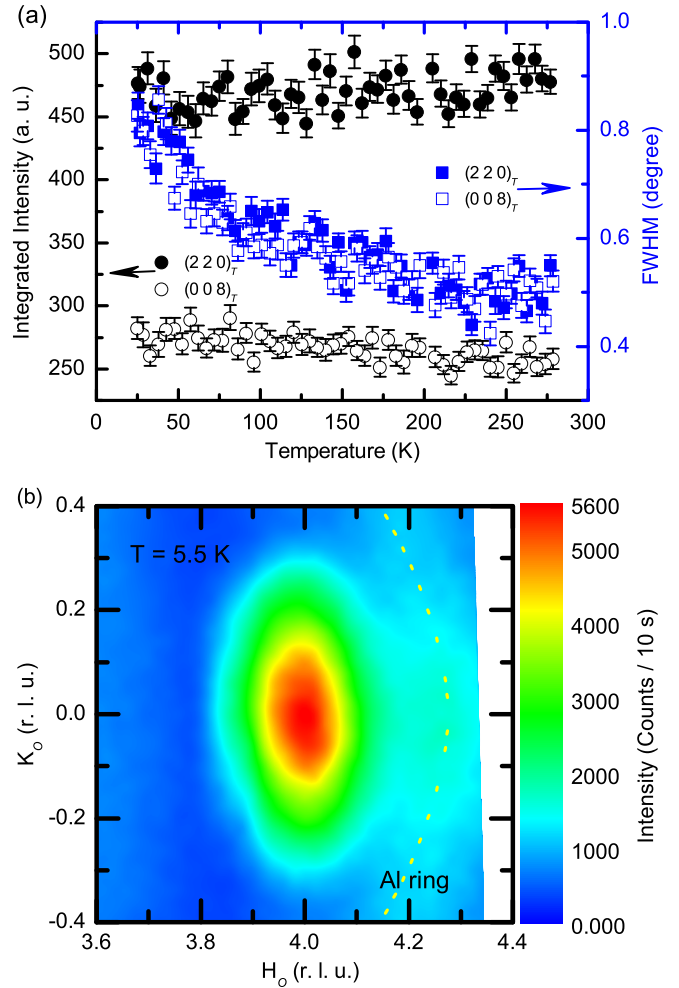 (a)
1.0
500
450
0.8
400
(2 2 0)T
(0 0 8)T
350
0.6
(2 2 0)T
(0 0 8)T
300
250
0.4
0 50 100 150 200 250 300
Temperature (K)
Integrated Intensity (a. u.)
FWHM (degree)
(b)
0.4
T = 5.5 K
5600
5000
0.2
4000
0.0
3000
2000
-0.2
1000
Al ring
-0.4
0.000
3.6 3.8 4.0 4.2 4.4
HO (r. l. u.)
KO (r. l. u.)
Intensity (Counts / 10 s)